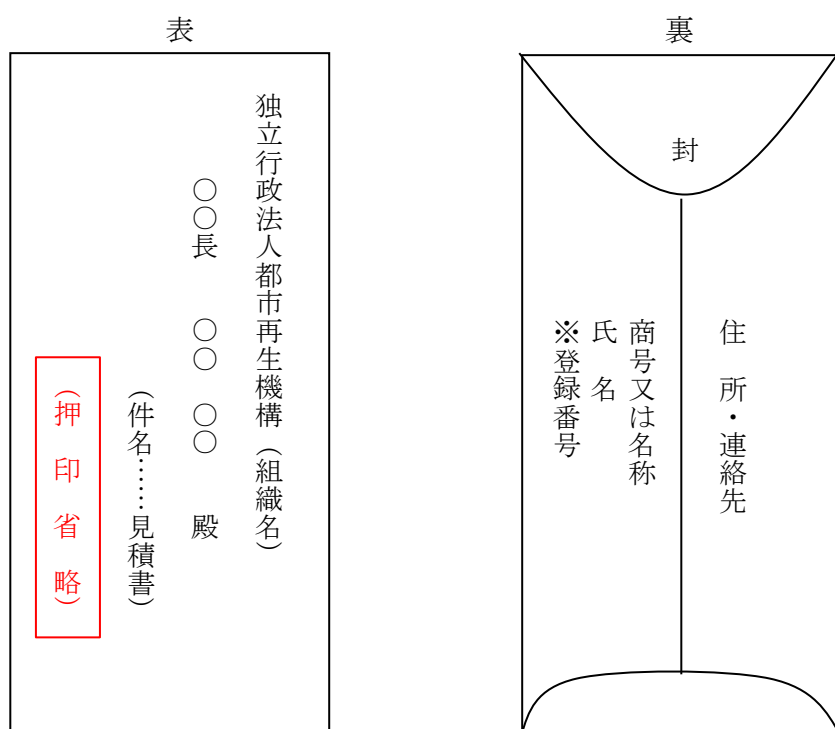 表
独立行政法人都市再生機構（組織名）
○○長　○○　○○　殿
（件名……見積書）
（押印省略）
裏
封
住　所・連絡先
商号又は名称
氏　名
※登録番号